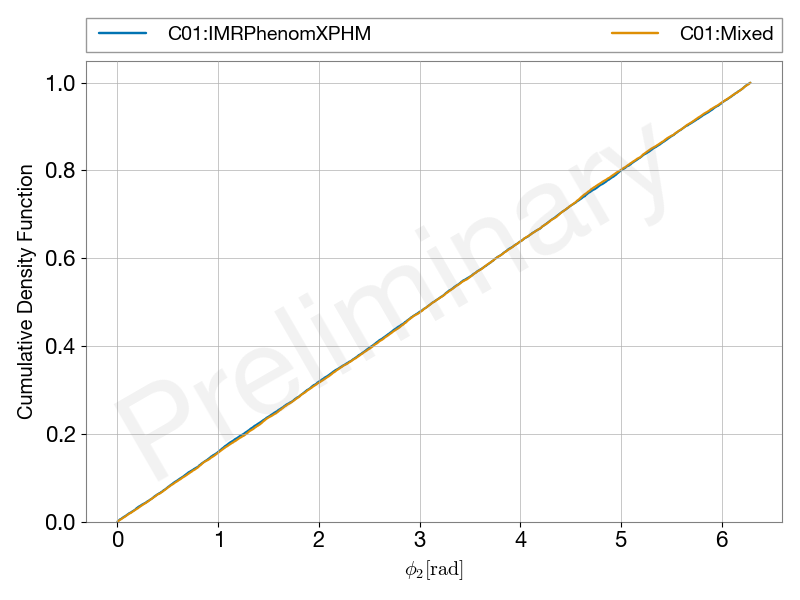 C01:IMRPhenomXPHM C01:Mixed
Cumulative Density Function
1.0
0.8
0.6
0.4
0.2
0.0
Preliminary
0 1 2 3 4 5 6
ϕ₂[rad]